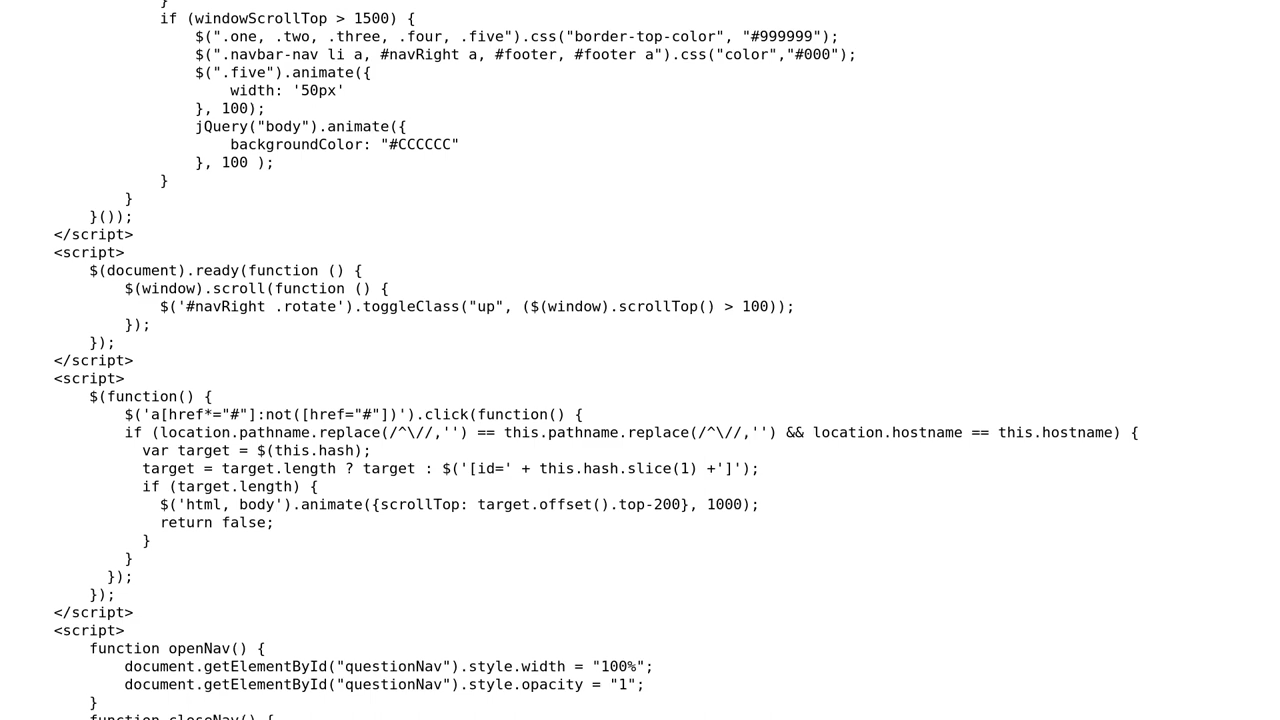 }
if (windowScrollTop > 1500) {
$(".one, .two, .three, .four, .five").css("border-top-color", "#999999");
$(".navbar-nav li a, #navRight a, #footer, #footer a").css("color","#000");
$(".five").animate({
width: '50px'
}, 100);
jQuery("body").animate({
backgroundColor: "#CCCCCC"
}, 100 );
}
}
}());
</script>
<script>
$(document).ready(function () {
$(window).scroll(function () {
$('#navRight .rotate').toggleClass("up", ($(window).scrollTop() > 100));
});
});
</script>
<script>
$(function() {
$('a[href*="#"]:not([href="#"])').click(function() {
if (location.pathname.replace(/^\//,'') == this.pathname.replace(/^\//,'') && location.hostname == this.hostname) {
var target = $(this.hash);
target = target.length ? target : $('[id=' + this.hash.slice(1) +']');
if (target.length) {
$('html, body').animate({scrollTop: target.offset().top-200}, 1000);
return false;
}
}
});
});
</script>
<script>
function openNav() {
document.getElementById("questionNav").style.width = "100%";
document.getElementById("questionNav").style.opacity = "1";
}
function closeNav() {